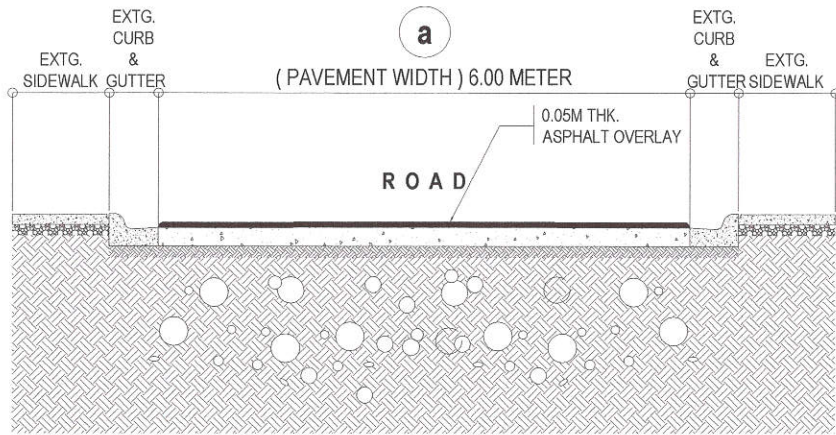 EXTG.
CURB
&
GUTTER
EXTG.
SIDEWALK
a
( PAVEMENT WIDTH ) 6.00 METER
EXTG.
CURB
&
GUTTER
EXTG.
SIDEWALK
0.05M THK.
ASPHALT OVERLAY
ROAD